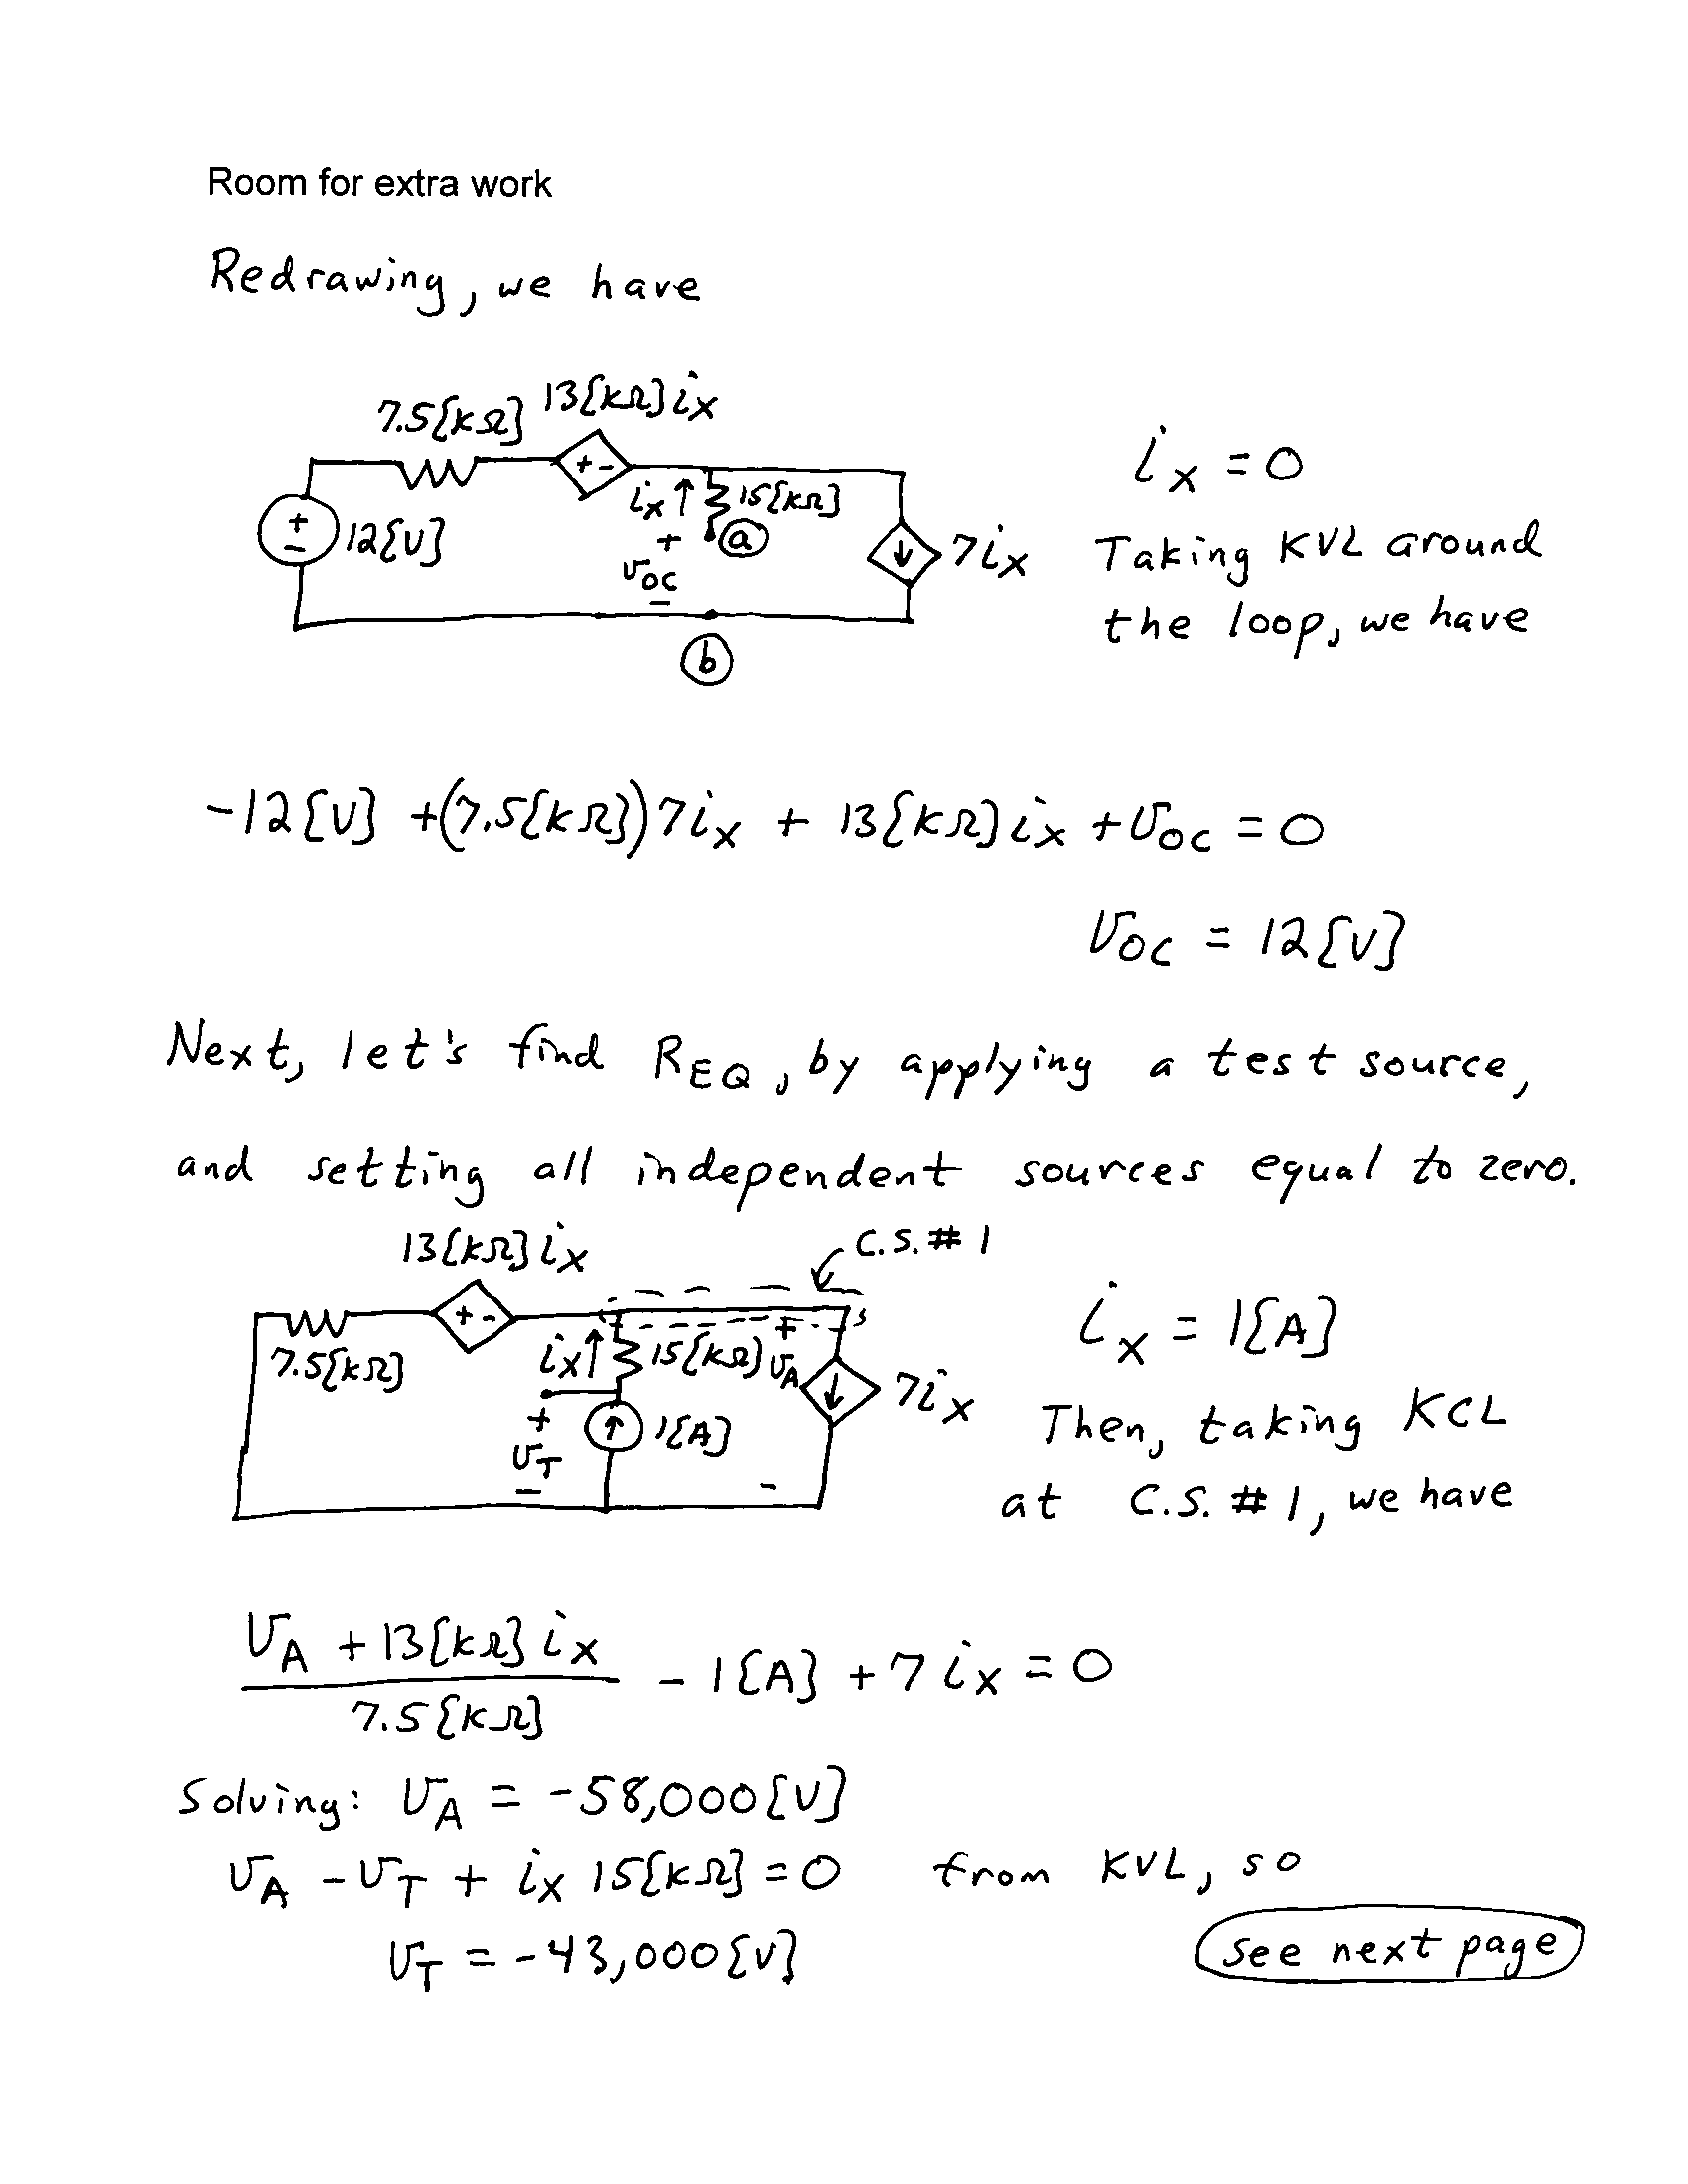 Room for extra work
Redrawing, we have
7.5[kΩ] 13[kΩ]iX
+ -
iX 15[kΩ]
iX = 0
+
-
12[V]
+ a
vOC
-
7iX
Taking KVL around
the loop, we have
b
-12[V] +(7.5[kΩ])7iX + 13[kΩ]iX + vOC = 0
vOC = 12[V]
Next, let's find REQ, by applying a test source,
and setting all independent sources equal to zero.
13[kΩ]iX
C.S.#1
+ -
7.5[kΩ]
iX 15[kΩ]
+
vA
-
iX = 1[A]
7iX
+
vT
-
1[A]
Then, taking KCL
at C.S.#1, we have
vA + 13[kΩ]iX
7.5[kΩ]
- 1[A] + 7iX = 0
Solving: vA = -58,000[V]
vA - vT + iX 15[kΩ] = 0 from KVL, so
vT = -43,000[V]
see next page